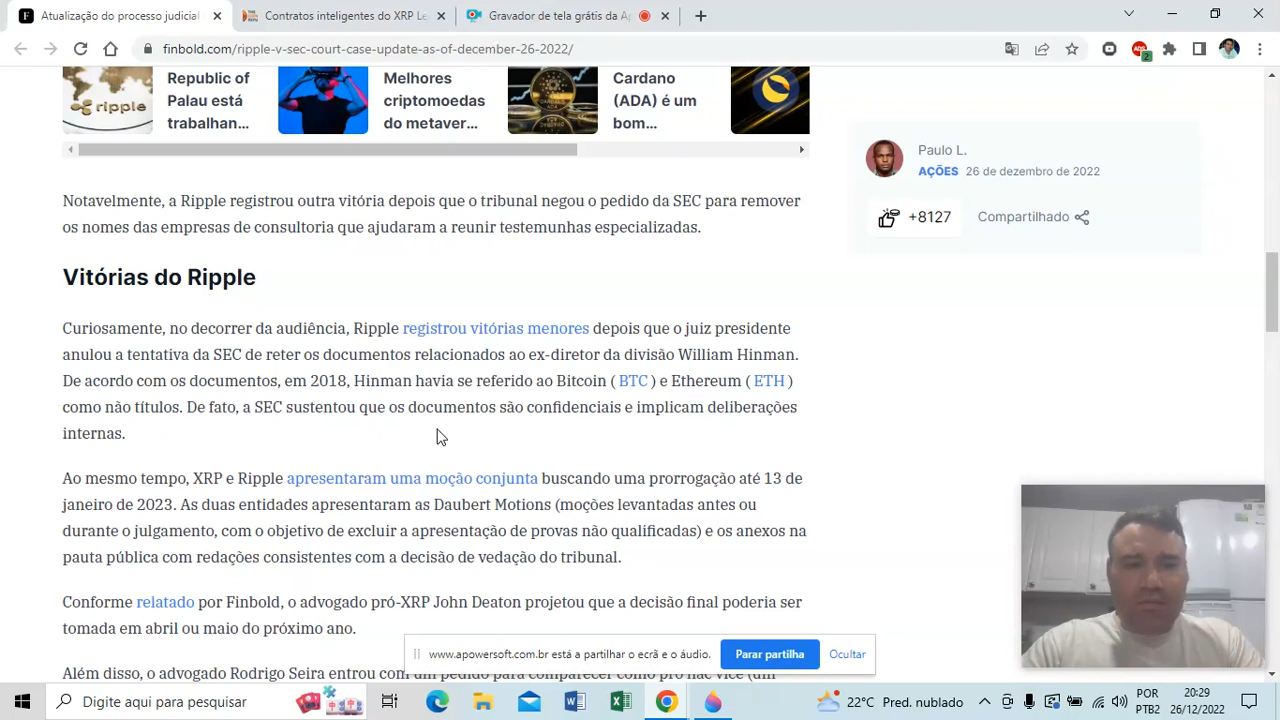 Atualização do processo judicial
Contratos inteligentes do XRP Le
Gravador de tela grátis da Ap
finbold.com/ripple-v-sec-court-case-update-as-of-december-26-2022/
ADS
2
ripple
Republic of
Palau está
trabalhan...
Melhores
criptomoedas
do metaver...
Cardano
(ADA) é um
bom...
Paulo L.
AÇÕES 26 de dezembro de 2022
+8127 Compartilhado
Notavelmente, a Ripple registrou outra vitória depois que o tribunal negou o pedido da SEC para remover
os nomes das empresas de consultoria que ajudaram a reunir testemunhas especializadas.
Vitórias do Ripple
Curiosamente, no decorrer da audiência, Ripple registrou vitórias menores depois que o juiz presidente
anulou a tentativa da SEC de reter os documentos relacionados ao ex-diretor da divisão William Hinman.
De acordo com os documentos, em 2018, Hinman havia se referido ao Bitcoin ( BTC ) e Ethereum ( ETH )
como não títulos. De fato, a SEC sustentou que os documentos são confidenciais e implicam deliberações
internas.
Ao mesmo tempo, XRP e Ripple apresentaram uma moção conjunta buscando uma prorrogação até 13 de
janeiro de 2023. As duas entidades apresentaram as Daubert Motions (moções levantadas antes ou
durante o julgamento, com o objetivo de excluir a apresentação de provas não qualificadas) e os anexos na
pauta pública com redações consistentes com a decisão de vedação do tribunal.
Conforme relatado por Finbold, o advogado pró-XRP John Deaton projetou que a decisão final poderia ser
tomada em abril ou maio do próximo ano.
Além disso, o advogado Rodrigo Seira entrou com um pedido para comparecer como pro hac vice (um
www.apowersoft.com.br está a partilhar o ecrã e o áudio.
Parar partilha
Ocultar
Digite aqui para pesquisar
22°C Pred. nublado
POR
PTB2
20:29
26/12/2022